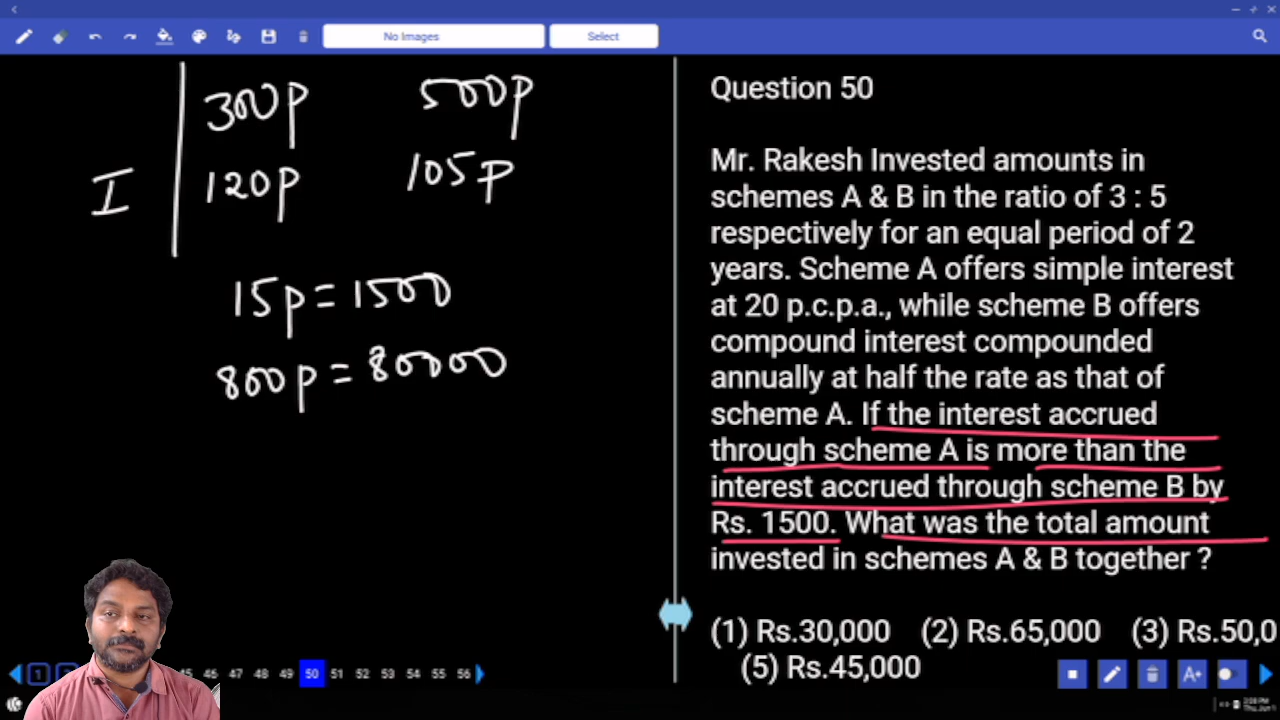 No Images
Select
300p 500p
I 120p 105p
15p = 1500
800p = 80000
Question 50
Mr. Rakesh Invested amounts in
schemes A & B in the ratio of 3 : 5
respectively for an equal period of 2
years. Scheme A offers simple interest
at 20 p.c.p.a., while scheme B offers
compound interest compounded
annually at half the rate as that of
scheme A. If the interest accrued
through scheme A is more than the
interest accrued through scheme B by
Rs. 1500. What was the total amount
invested in schemes A & B together ?
(1) Rs.30,000 (2) Rs.65,000 (3) Rs.50,0
(5) Rs.45,000
1 45 46 47 48 49 50 51 52 53 54 55 56
A+